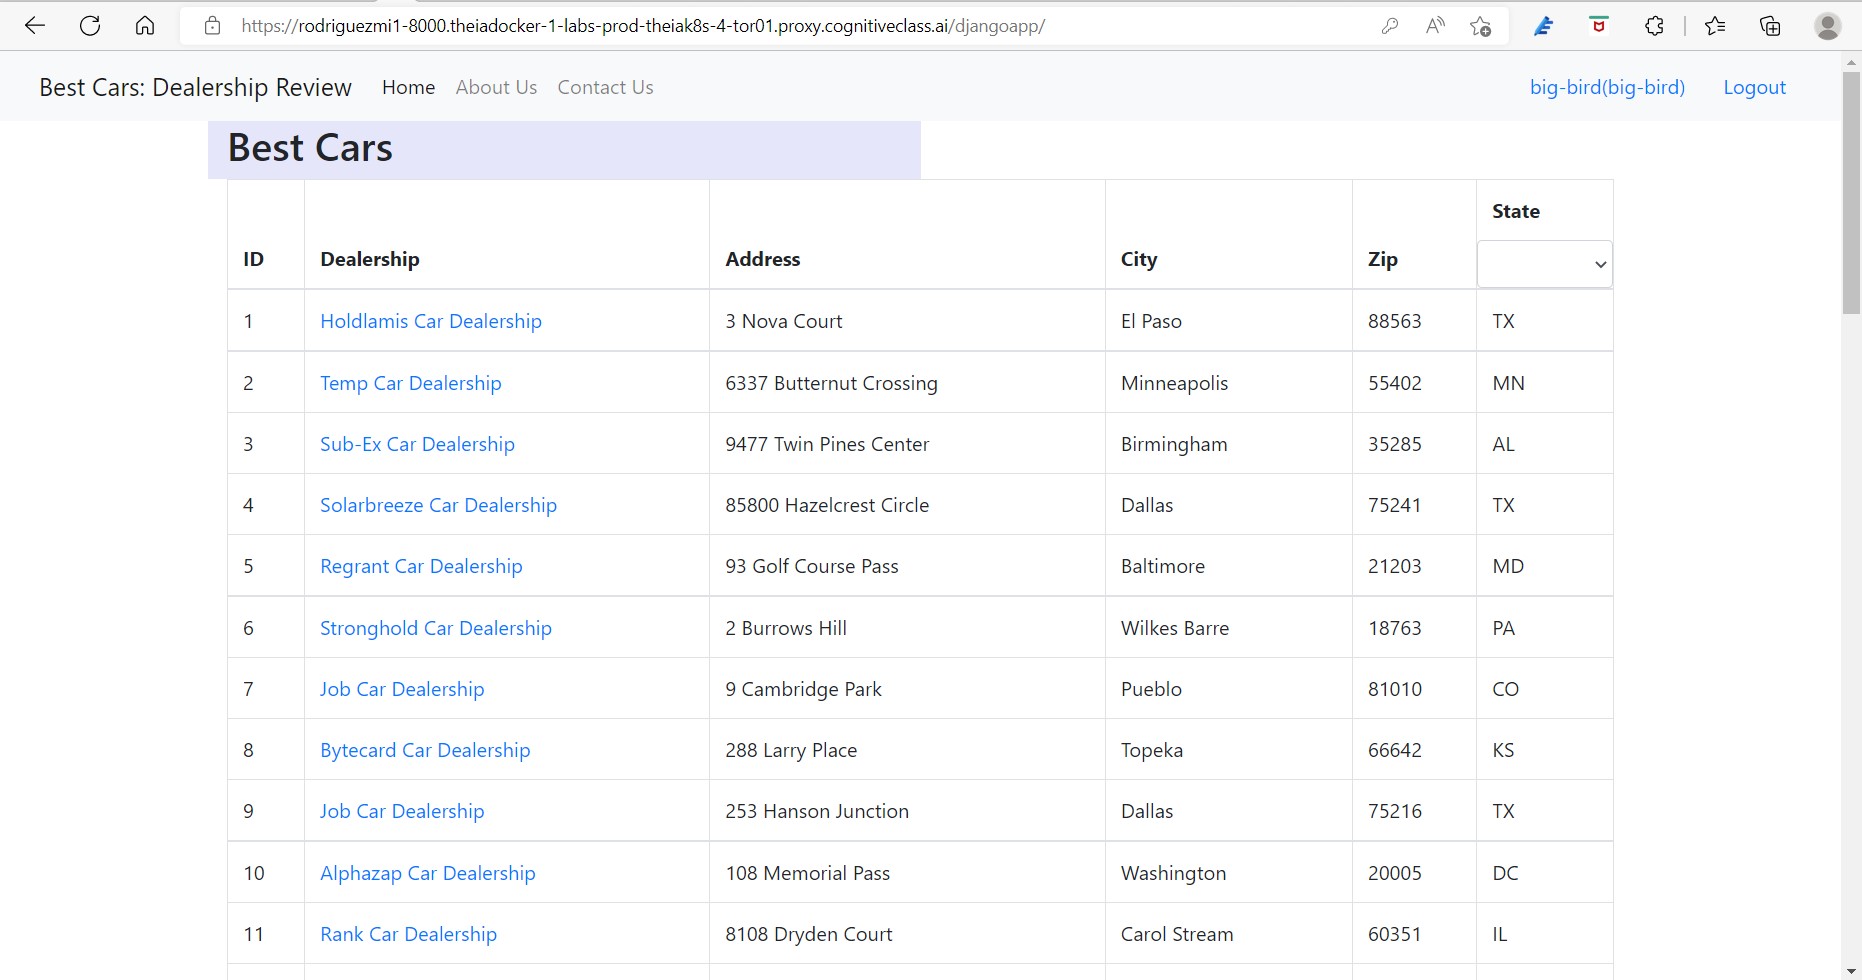 https://rodriguezmi1-8000.theiadocker-1-labs-prod-theiak8s-4-tor01.proxy.cognitiveclass.ai/djangoapp/
Best Cars: Dealership Review Home About Us Contact Us big-bird(big-bird) Logout
Best Cars
State
ID Dealership Address City Zip
1 Holdlamis Car Dealership 3 Nova Court El Paso 88563 TX
2 Temp Car Dealership 6337 Butternut Crossing Minneapolis 55402 MN
3 Sub-Ex Car Dealership 9477 Twin Pines Center Birmingham 35285 AL
4 Solarbreeze Car Dealership 85800 Hazelcrest Circle Dallas 75241 TX
5 Regrant Car Dealership 93 Golf Course Pass Baltimore 21203 MD
6 Stronghold Car Dealership 2 Burrows Hill Wilkes Barre 18763 PA
7 Job Car Dealership 9 Cambridge Park Pueblo 81010 CO
8 Bytecard Car Dealership 288 Larry Place Topeka 66642 KS
9 Job Car Dealership 253 Hanson Junction Dallas 75216 TX
10 Alphazap Car Dealership 108 Memorial Pass Washington 20005 DC
11 Rank Car Dealership 8108 Dryden Court Carol Stream 60351 IL